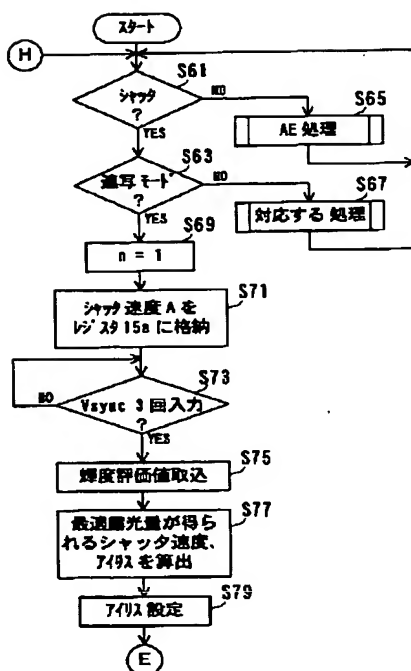 スタート
H
S61
シャッタ
?
NO
YES
S65
AE 処理
S63
連写モード
?
NO
YES
S67
対応する 処理
S69
n = 1
S71
シャッタ 速度 A を
レジスタ 15a に格納
S73
Vsync 3 回入力
?
NO
YES
S75
輝度評価値取込
S77
最適露光量が得ら
れるシャッタ速度、
アイリスを算出
S79
アイリス 設定
E